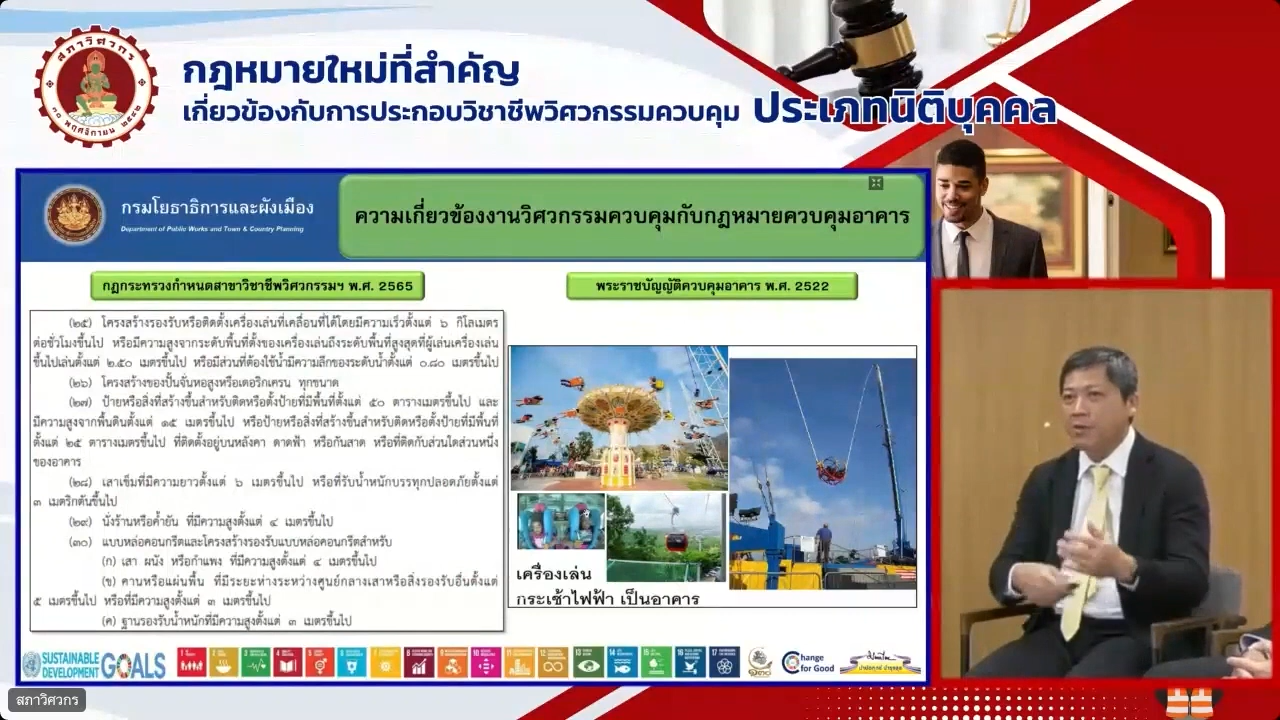 สภาวิศวกร
๓๐ พฤศจิกายน ๒๕๔๒
กฎหมายใหม่ที่สำคัญ
เกี่ยวข้องกับการประกอบวิชาชีพวิศวกรรมควบคุม ประเภทนิติบุคคล
กรมโยธาธิการและผังเมือง
Department of Public Works and Town & Country Planning
ความเกี่ยวข้องงานวิศวกรรมควบคุมกับกฎหมายควบคุมอาคาร
กฎกระทรวงกำหนดสาขาวิชาชีพวิศวกรรมฯ พ.ศ. 2565
พระราชบัญญัติควบคุมอาคาร พ.ศ. 2522
(๒๕) โครงสร้างรองรับหรือติดตั้งเครื่องเล่นที่เคลื่อนที่ได้โดยมีความเร็วตั้งแต่ ๖ กิโลเมตร
ต่อชั่วโมงขึ้นไป หรือมีความสูงจากระดับพื้นที่ตั้งของเครื่องเล่นถึงระดับพื้นที่สูงสุดที่ผู้เล่นเครื่องเล่น
ขึ้นไปเล่นตั้งแต่ ๒.๕๐ เมตรขึ้นไป หรือมีส่วนที่ต้องใช้น้ำมีความลึกของระดับน้ำตั้งแต่ ๐.๘๐ เมตรขึ้นไป
(๒๖) โครงสร้างของปั้นจั่นหอสูงหรือเดอริกเครน ทุกขนาด
(๒๗) ป้ายหรือสิ่งที่สร้างขึ้นสำหรับติดหรือตั้งป้ายที่มีพื้นที่ตั้งแต่ ๕๐ ตารางเมตรขึ้นไป และ
มีความสูงจากพื้นดินตั้งแต่ ๑๕ เมตรขึ้นไป หรือป้ายหรือสิ่งที่สร้างขึ้นสำหรับติดหรือตั้งป้ายที่มีพื้นที่
ตั้งแต่ ๒๕ ตารางเมตรขึ้นไป ที่ติดตั้งอยู่บนหลังคา ดาดฟ้า หรือกันสาด หรือที่ติดกับส่วนใดส่วนหนึ่ง
ของอาคาร
(๒๘) เสาเข็มที่มีความยาวตั้งแต่ ๖ เมตรขึ้นไป หรือที่รับน้ำหนักบรรทุกปลอดภัยตั้งแต่
๓ เมตริกตันขึ้นไป
(๒๙) นั่งร้านหรือค้ำยัน ที่มีความสูงตั้งแต่ ๔ เมตรขึ้นไป
(๓๐) แบบหล่อคอนกรีตและโครงสร้างรองรับแบบหล่อคอนกรีตสำหรับ
(ก) เสา ผนัง หรือกำแพง ที่มีความสูงตั้งแต่ ๔ เมตรขึ้นไป
(ข) คานหรือแผ่นพื้น ที่มีระยะห่างระหว่างศูนย์กลางเสาหรือสิ่งรองรับอื่นตั้งแต่
๕ เมตรขึ้นไป หรือที่มีความสูงตั้งแต่ ๓ เมตรขึ้นไป
(ค) ฐานรองรับน้ำหนักที่มีความสูงตั้งแต่ ๓ เมตรขึ้นไป
เครื่องเล่น
กระเช้าไฟฟ้า เป็นอาคาร
SUSTAINABLE
DEVELOPMENT
GOALS
Change
for Good
สภาวิศวกร